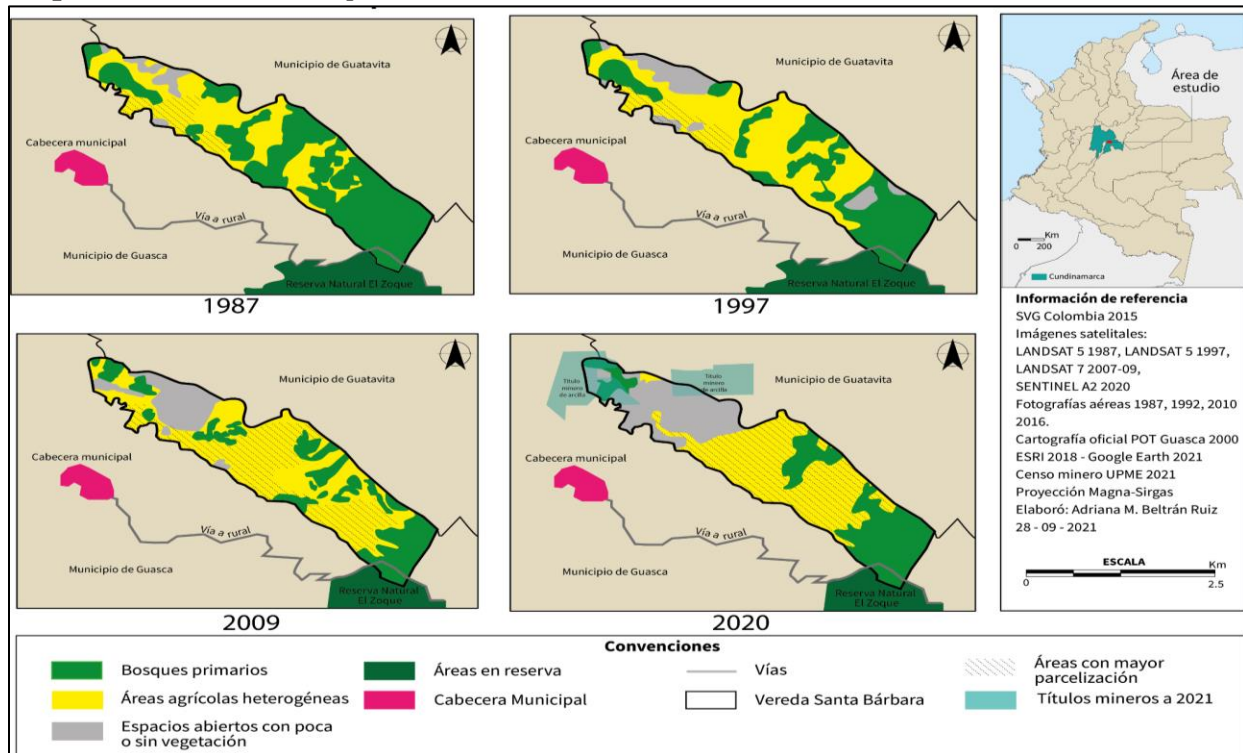 Municipio de Guatavita
Cabecera municipal
Vía a rural
Municipio de Guasca
Reserva Natural El Zoque
1987
Municipio de Guatavita
Cabecera municipal
Vía a rural
Municipio de Guasca
Reserva Natural El Zoque
1997
Área de
estudio
Km
0 200
Cundinamarca
Municipio de Guatavita
Cabecera municipal
Vía a rural
Municipio de Guasca
Reserva Natural
El Zoque
2009
Título
minero
de arcilla
Título
minero
de arcilla
Municipio de Guatavita
Cabecera municipal
Vía a rural
Municipio de Guasca
Reserva Natural
El Zoque
2020
Información de referencia
SVG Colombia 2015
Imágenes satelitales:
LANDSAT 5 1987, LANDSAT 5 1997,
LANDSAT 7 2007-09,
SENTINEL A2 2020
Fotografías aéreas 1987, 1992, 2010
2016.
Cartografía oficial POT Guasca 2000
ESRI 2018 - Google Earth 2021
Censo minero UPME 2021
Proyección Magna-Sirgas
Elaboró: Adriana M. Beltrán Ruiz
28 - 09 - 2021
ESCALA
Km
0 2.5
Convenciones
Bosques primarios
Áreas agrícolas heterogéneas
Espacios abiertos con poca
o sin vegetación
Áreas en reserva
Cabecera Municipal
Vías
Vereda Santa Bárbara
Áreas con mayor
parcelización
Títulos mineros a 2021